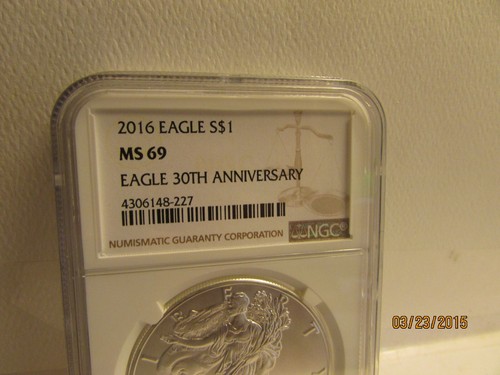 2016 EAGLE S$1
MS 69
EAGLE 30TH ANNIVERSARY
4306148-227
NUMISMATIC GUARANTY CORPORATION
NGC
L I B E R T Y
03/23/2015